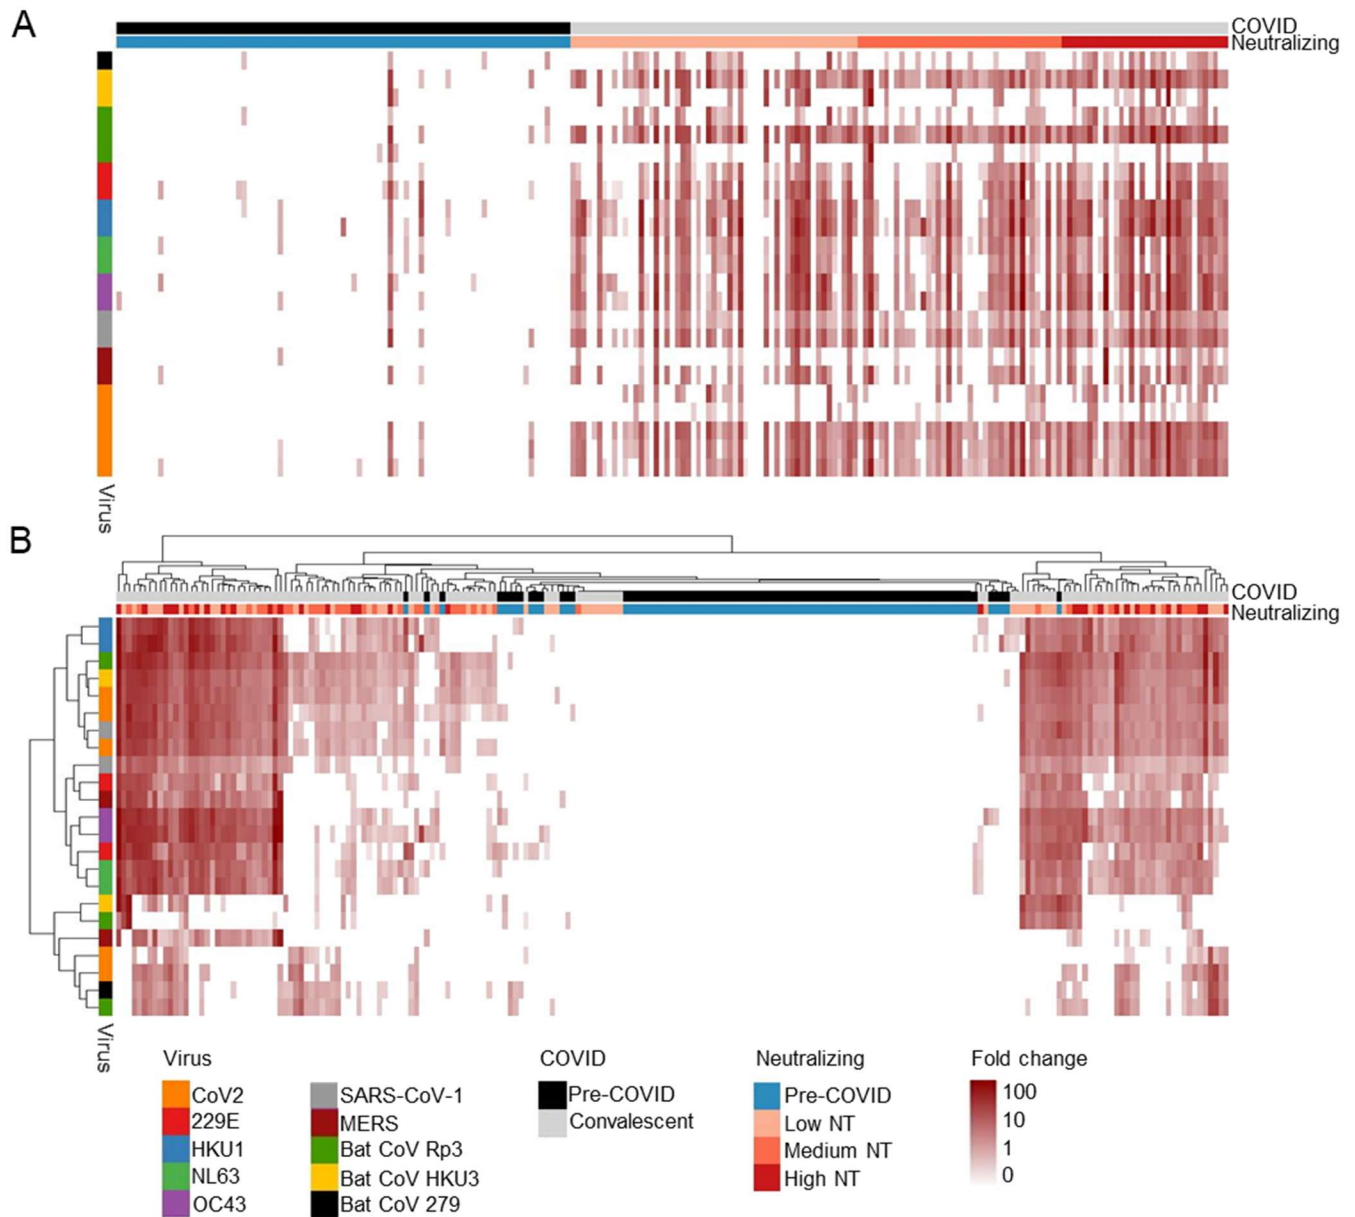 A
COVID
Neutralizing
Virus
B
COVID
Neutralizing
Virus
Virus
CoV2
229E
HKU1
NL63
OC43
SARS-CoV-1
MERS
Bat CoV Rp3
Bat CoV HKU3
Bat CoV 279
COVID
Pre-COVID
Convalescent
Neutralizing
Pre-COVID
Low NT
Medium NT
High NT
Fold change
100
10
1
0